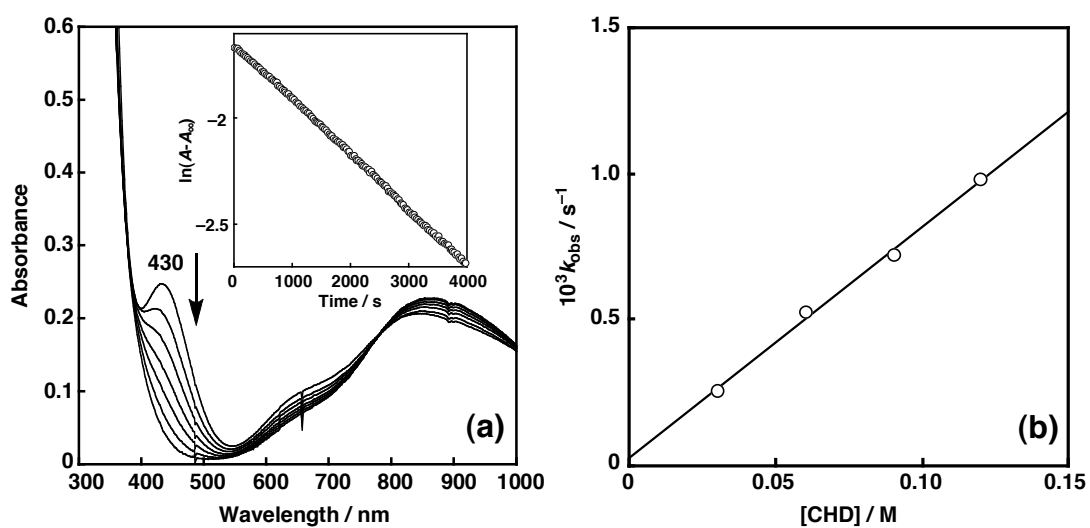 0.6
0.5
0.4
0.3
0.2
0.1
0
Absorbance
300 400 500 600 700 800 900 1000
Wavelength / nm
430
ln(A-A∞)
−2
−2.5
0 1000 2000 3000 4000
Time / s
(a)
1.5
1.0
0.5
0
10³kobs / s⁻¹
0 0.05 0.10 0.15
[CHD] / M
(b)